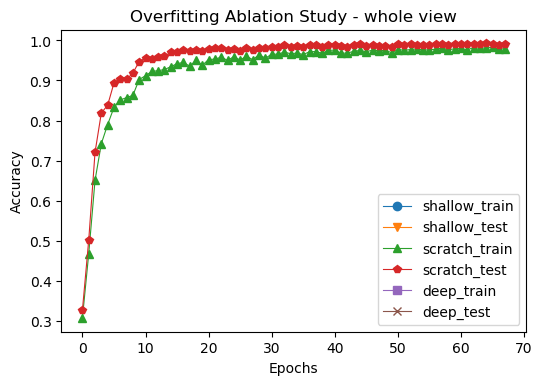 Overfitting Ablation Study - whole view
1.0
0.9
0.8
0.7
0.6
0.5
0.4
0.3
Accuracy
shallow_train
shallow_test
scratch_train
scratch_test
deep_train
deep_test
0 10 20 30 40 50 60 70
Epochs